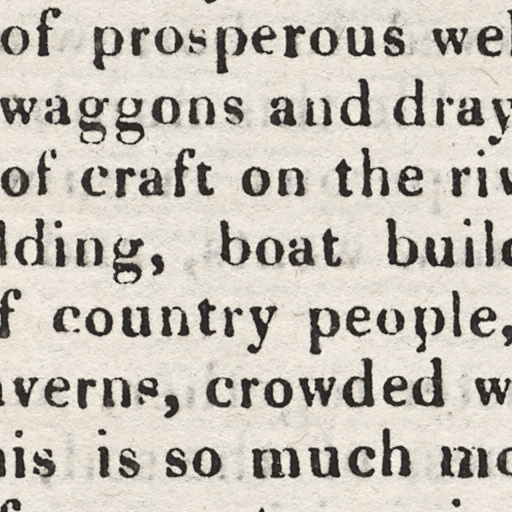 of prosperous wel
waggons and dray
of craft on the riv
lding, boat build
f country people,
averns, crowded w
his is so much mo